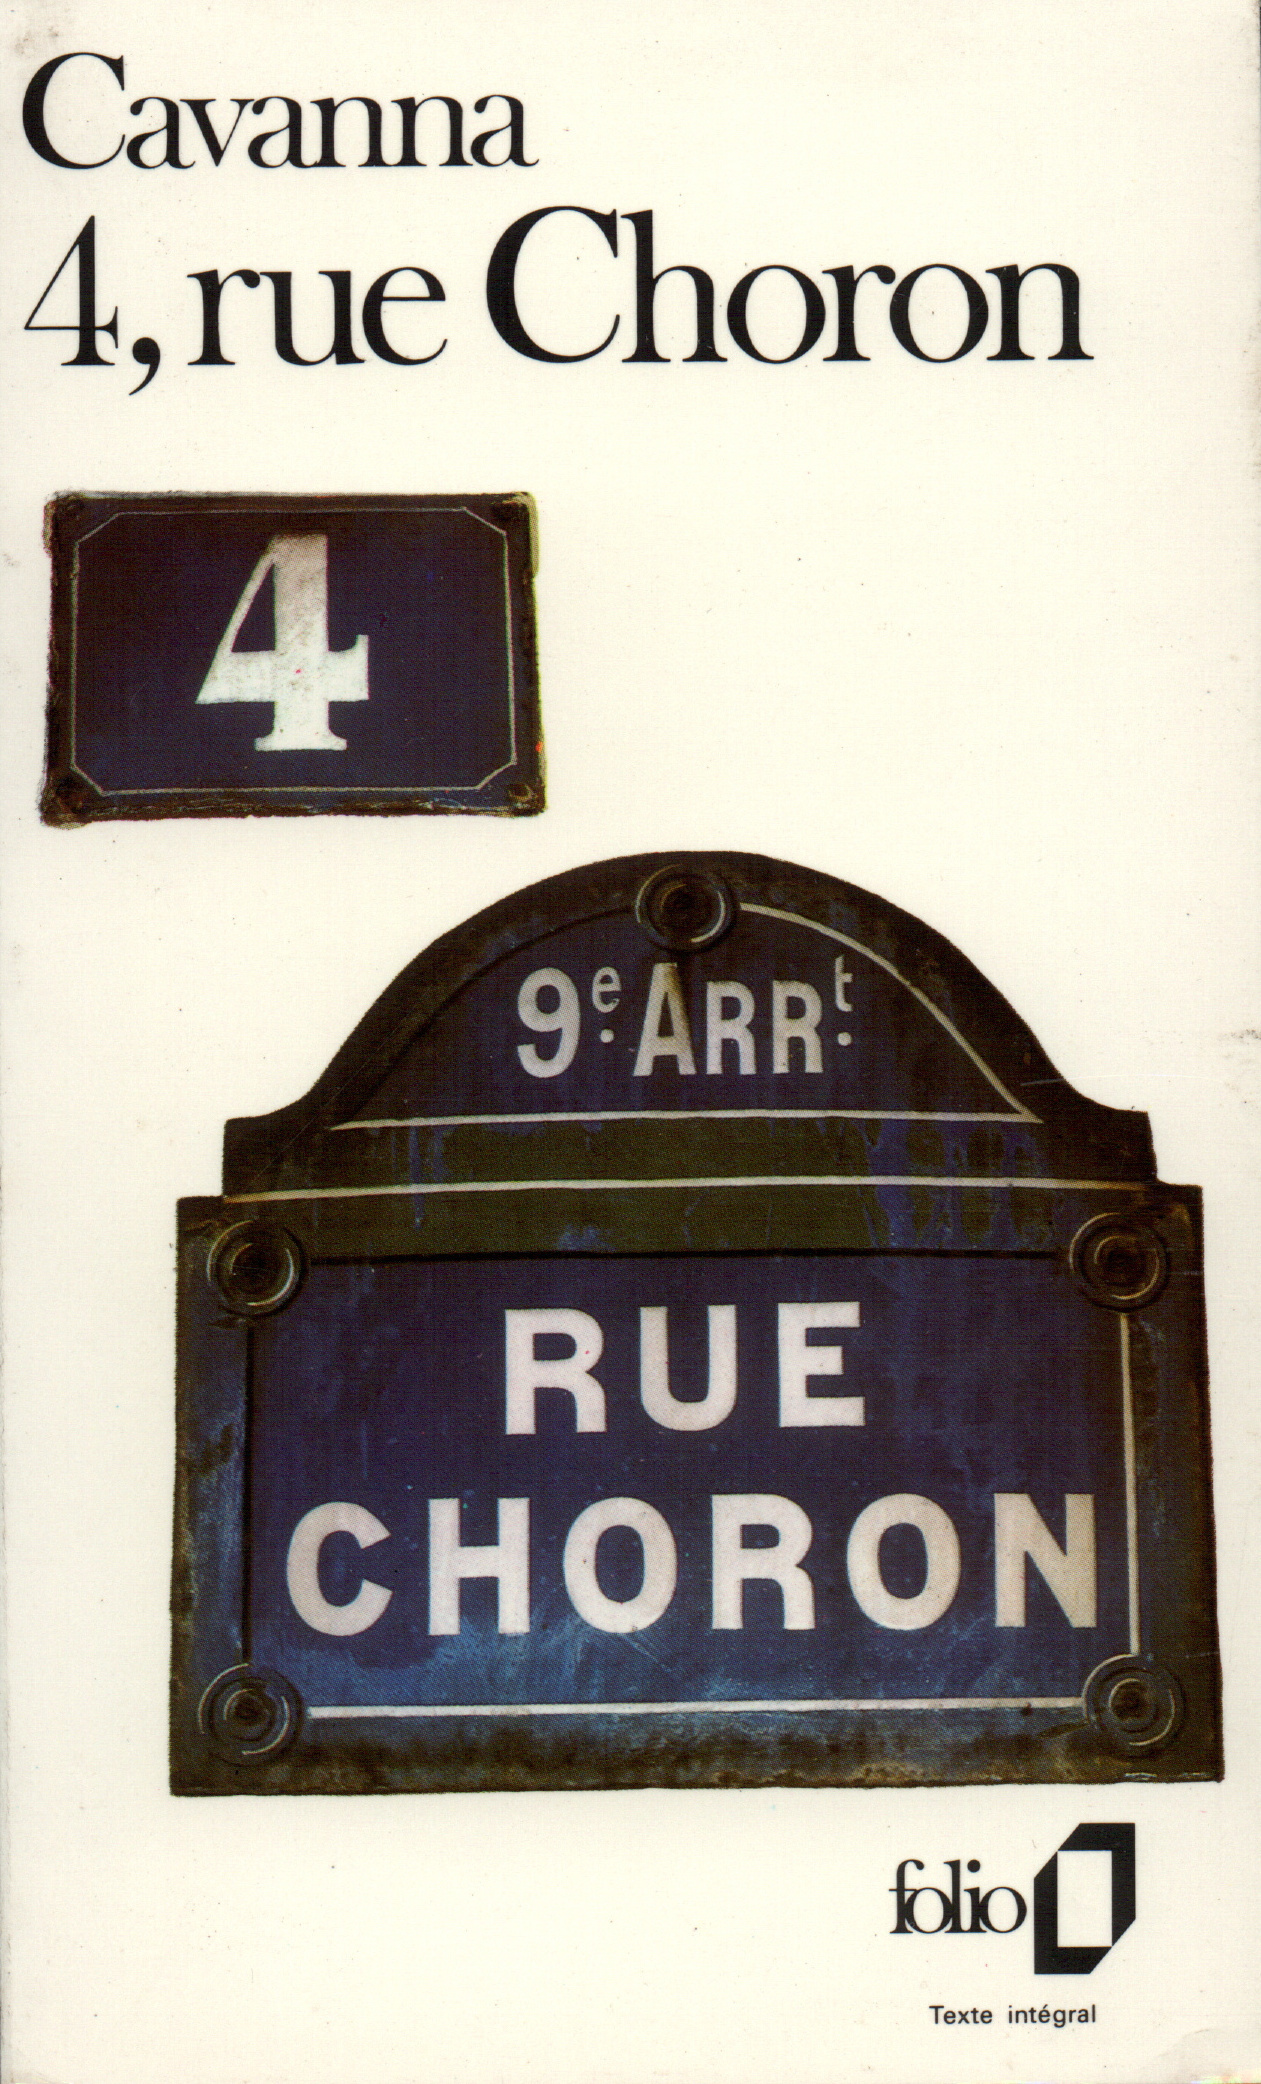 Cavanna
4, rue Choron
4
9e. ARRt.
RUE
CHORON
folio
Texte intégral